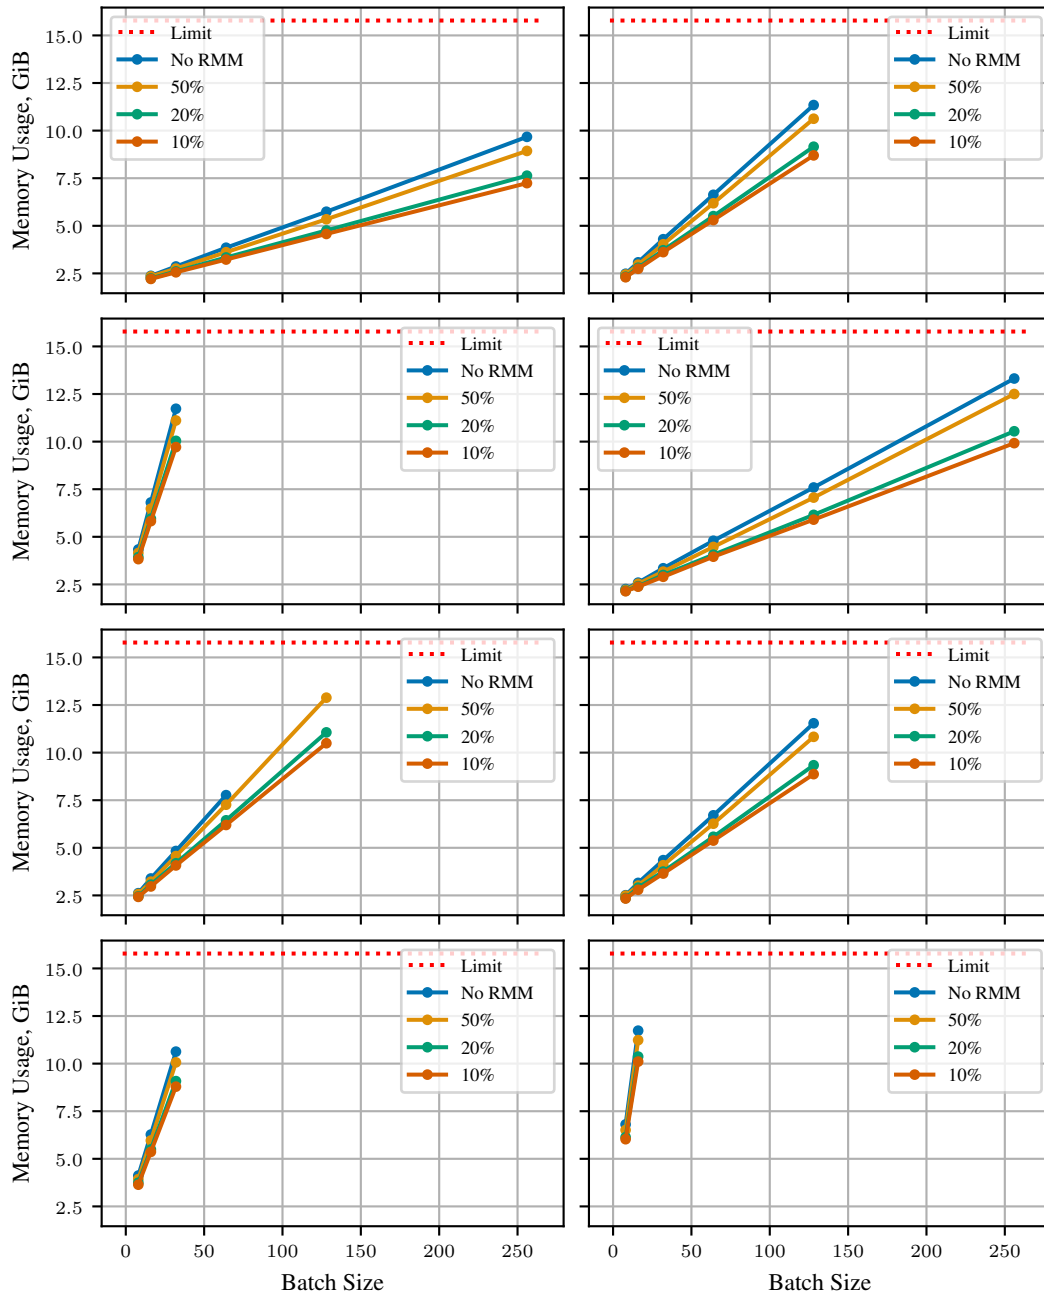 Memory Usage, GiB
15.0
12.5
10.0
7.5
5.0
2.5
Limit
No RMM
50%
20%
10%
Limit
No RMM
50%
20%
10%
Memory Usage, GiB
15.0
12.5
10.0
7.5
5.0
2.5
Limit
No RMM
50%
20%
10%
Limit
No RMM
50%
20%
10%
Memory Usage, GiB
15.0
12.5
10.0
7.5
5.0
2.5
Limit
No RMM
50%
20%
10%
Limit
No RMM
50%
20%
10%
Memory Usage, GiB
15.0
12.5
10.0
7.5
5.0
2.5
Limit
No RMM
50%
20%
10%
Limit
No RMM
50%
20%
10%
0 50 100 150 200 250
Batch Size
0 50 100 150 200 250
Batch Size